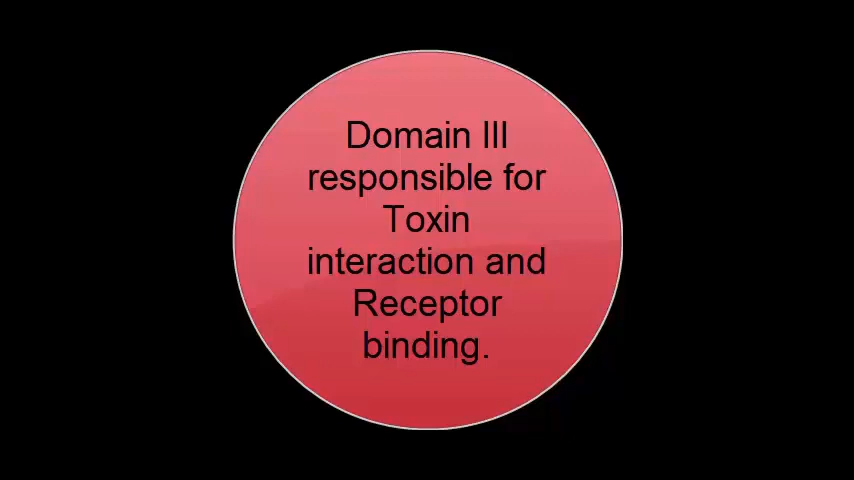 Domain III
responsible for
Toxin
interaction and
Receptor
binding.